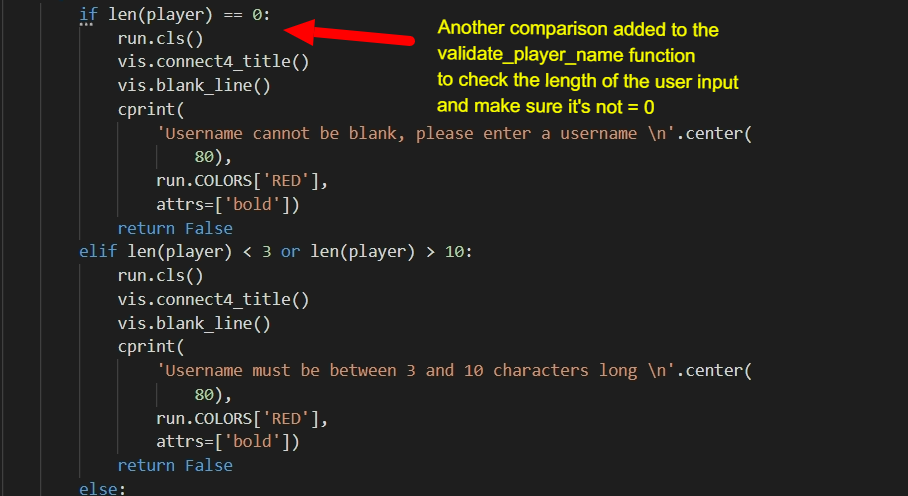 if len(player) == 0:
run.cls()
vis.connect4_title()
vis.blank_line()
cprint(
'Username cannot be blank, please enter a username \n'.center(
80),
run.COLORS['RED'],
attrs=['bold'])
return False
elif len(player) < 3 or len(player) > 10:
run.cls()
vis.connect4_title()
vis.blank_line()
cprint(
'Username must be between 3 and 10 characters long \n'.center(
80),
run.COLORS['RED'],
attrs=['bold'])
return False
else:
Another comparison added to the
validate_player_name function
to check the length of the user input
and make sure it's not = 0